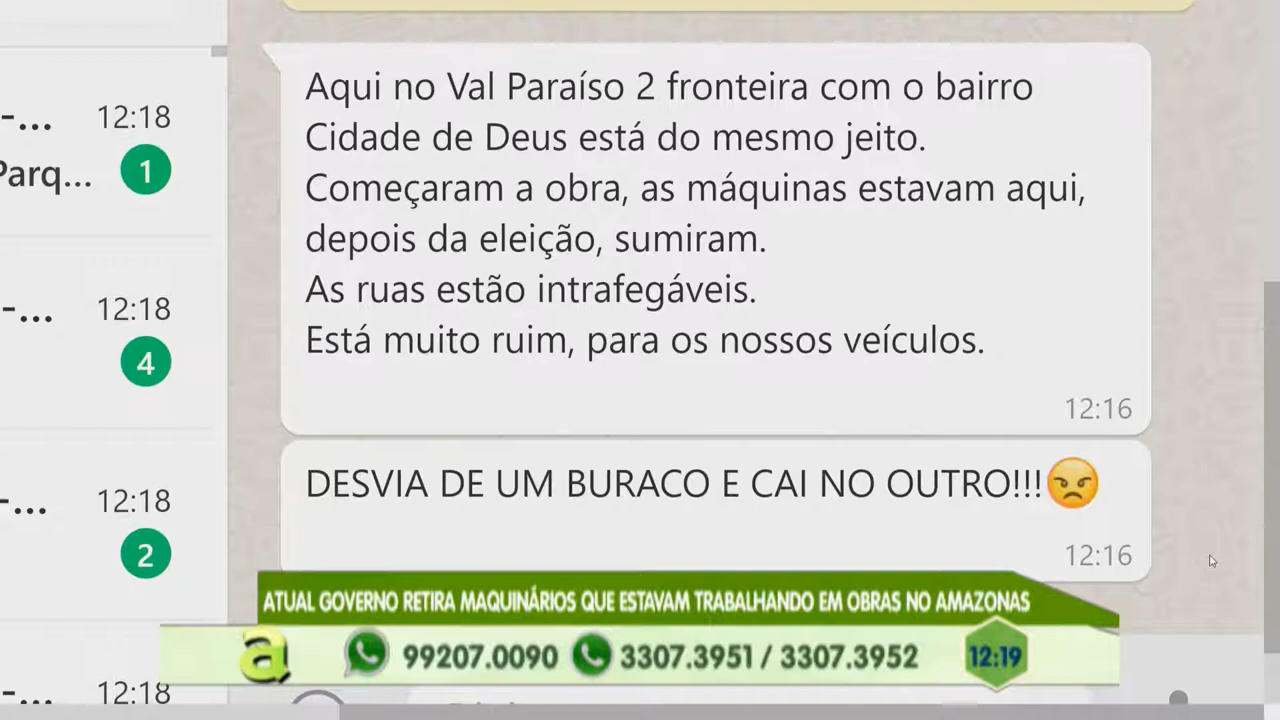 -... 12:18
Parq... 1
-... 12:18
4
-... 12:18
2
-... 12:18
Aqui no Val Paraíso 2 fronteira com o bairro
Cidade de Deus está do mesmo jeito.
Começaram a obra, as máquinas estavam aqui,
depois da eleição, sumiram.
As ruas estão intrafegáveis.
Está muito ruim, para os nossos veículos.
12:16
DESVIA DE UM BURACO E CAI NO OUTRO!!!😠
12:16
ATUAL GOVERNO RETIRA MAQUINÁRIOS QUE ESTAVAM TRABALHANDO EM OBRAS NO AMAZONAS
a 99207.0090 3307.3951 / 3307.3952 12:19